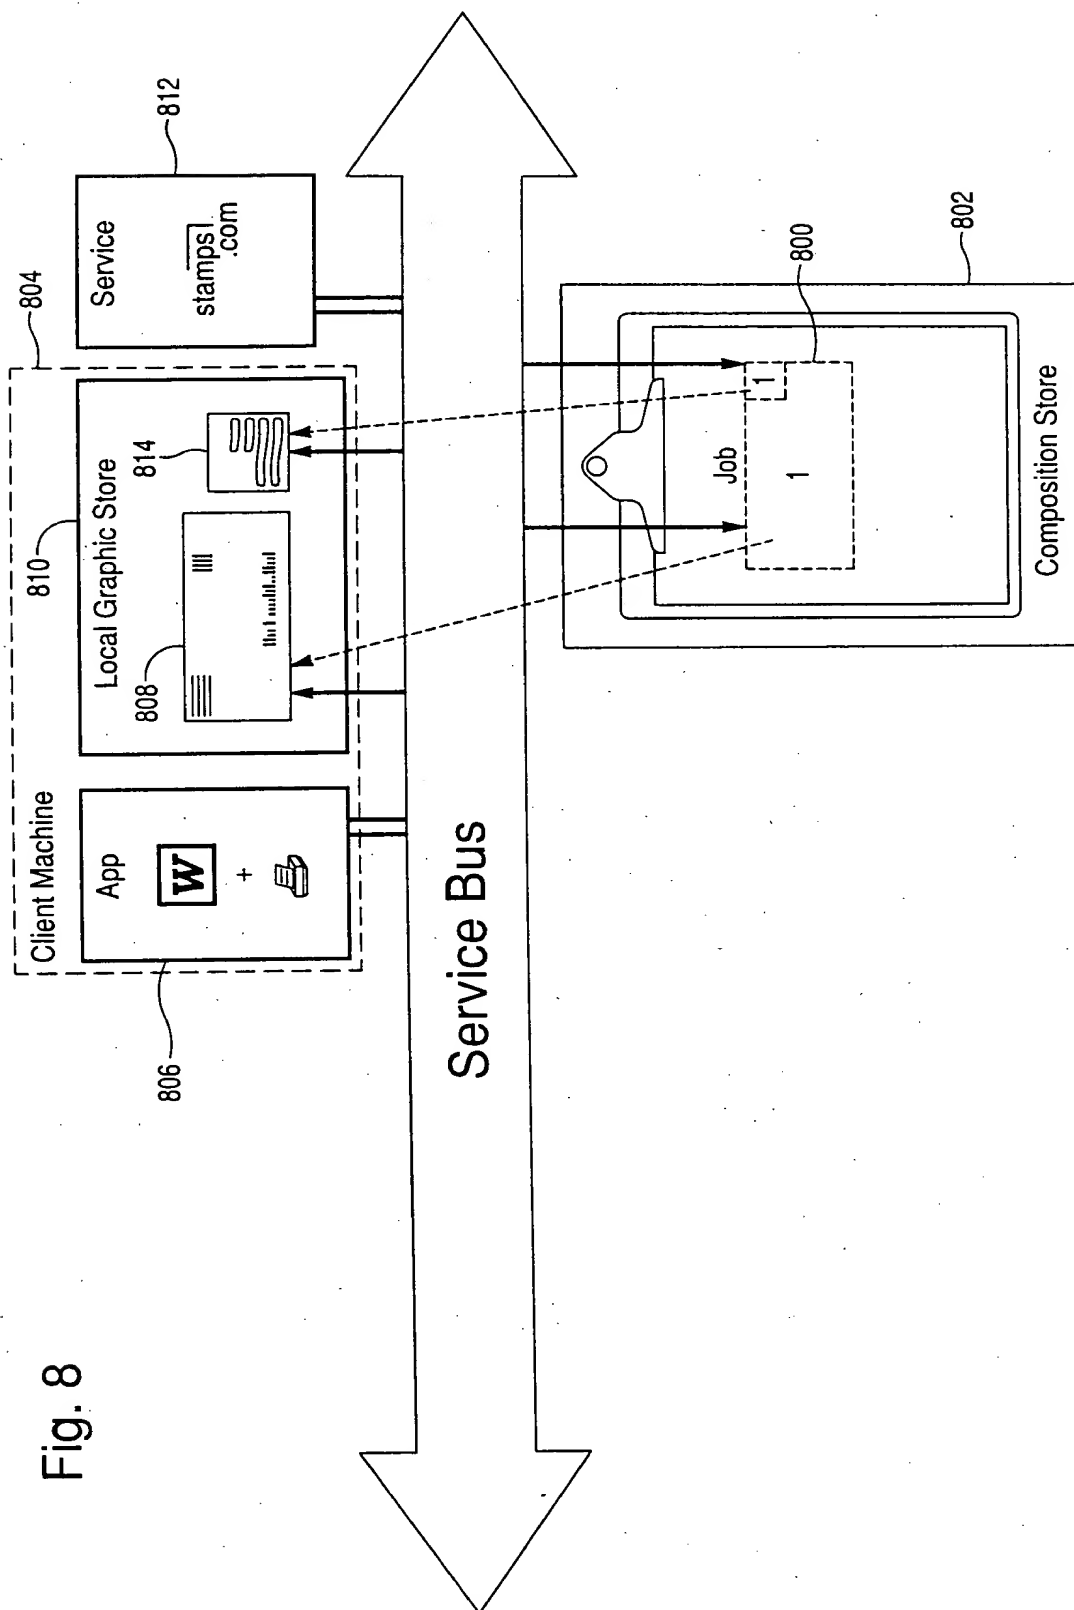 Fig. 8
Client Machine
804
806
App
W
+
810
Local Graphic Store
808
814
812
Service
stamps
.com
Service Bus
Job
1
1
800
802
Composition Store